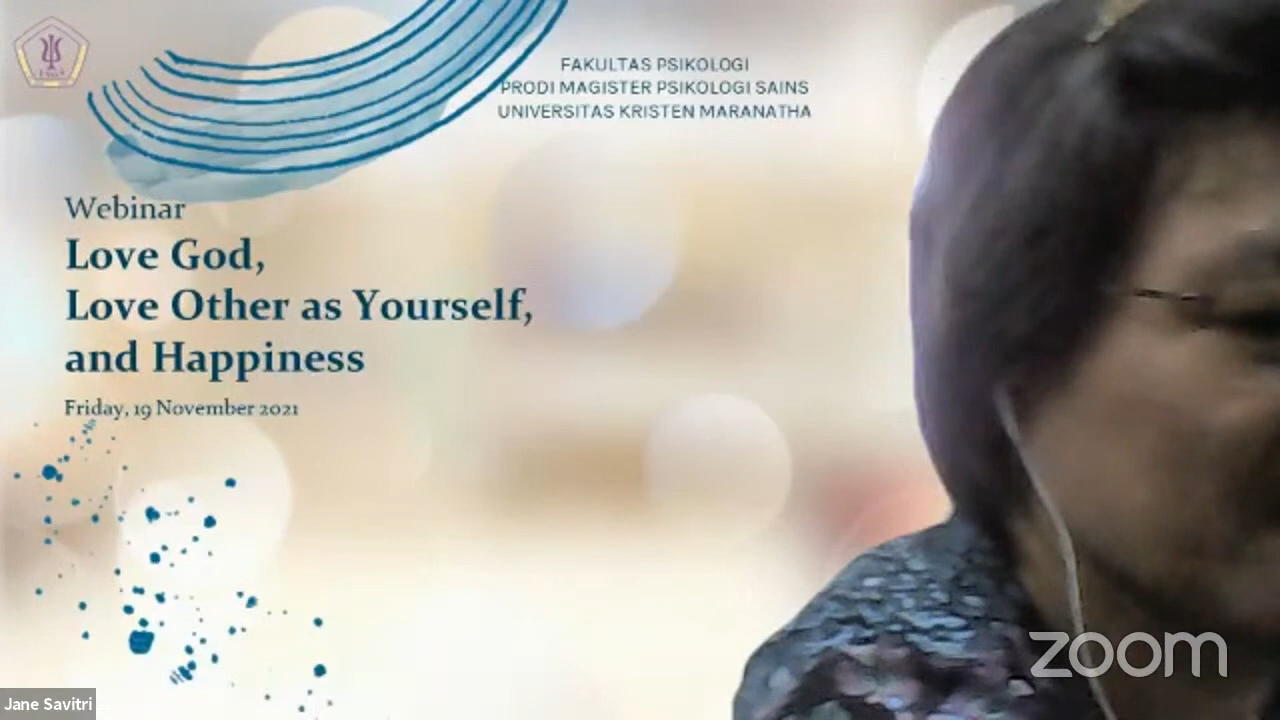 FAKULTAS PSIKOLOGI
PRODI MAGISTER PSIKOLOGI SAINS
UNIVERSITAS KRISTEN MARANATHA
Webinar
Love God,
Love Other as Yourself,
and Happiness
Friday, 19 November 2021
zoom
Jane Savitri